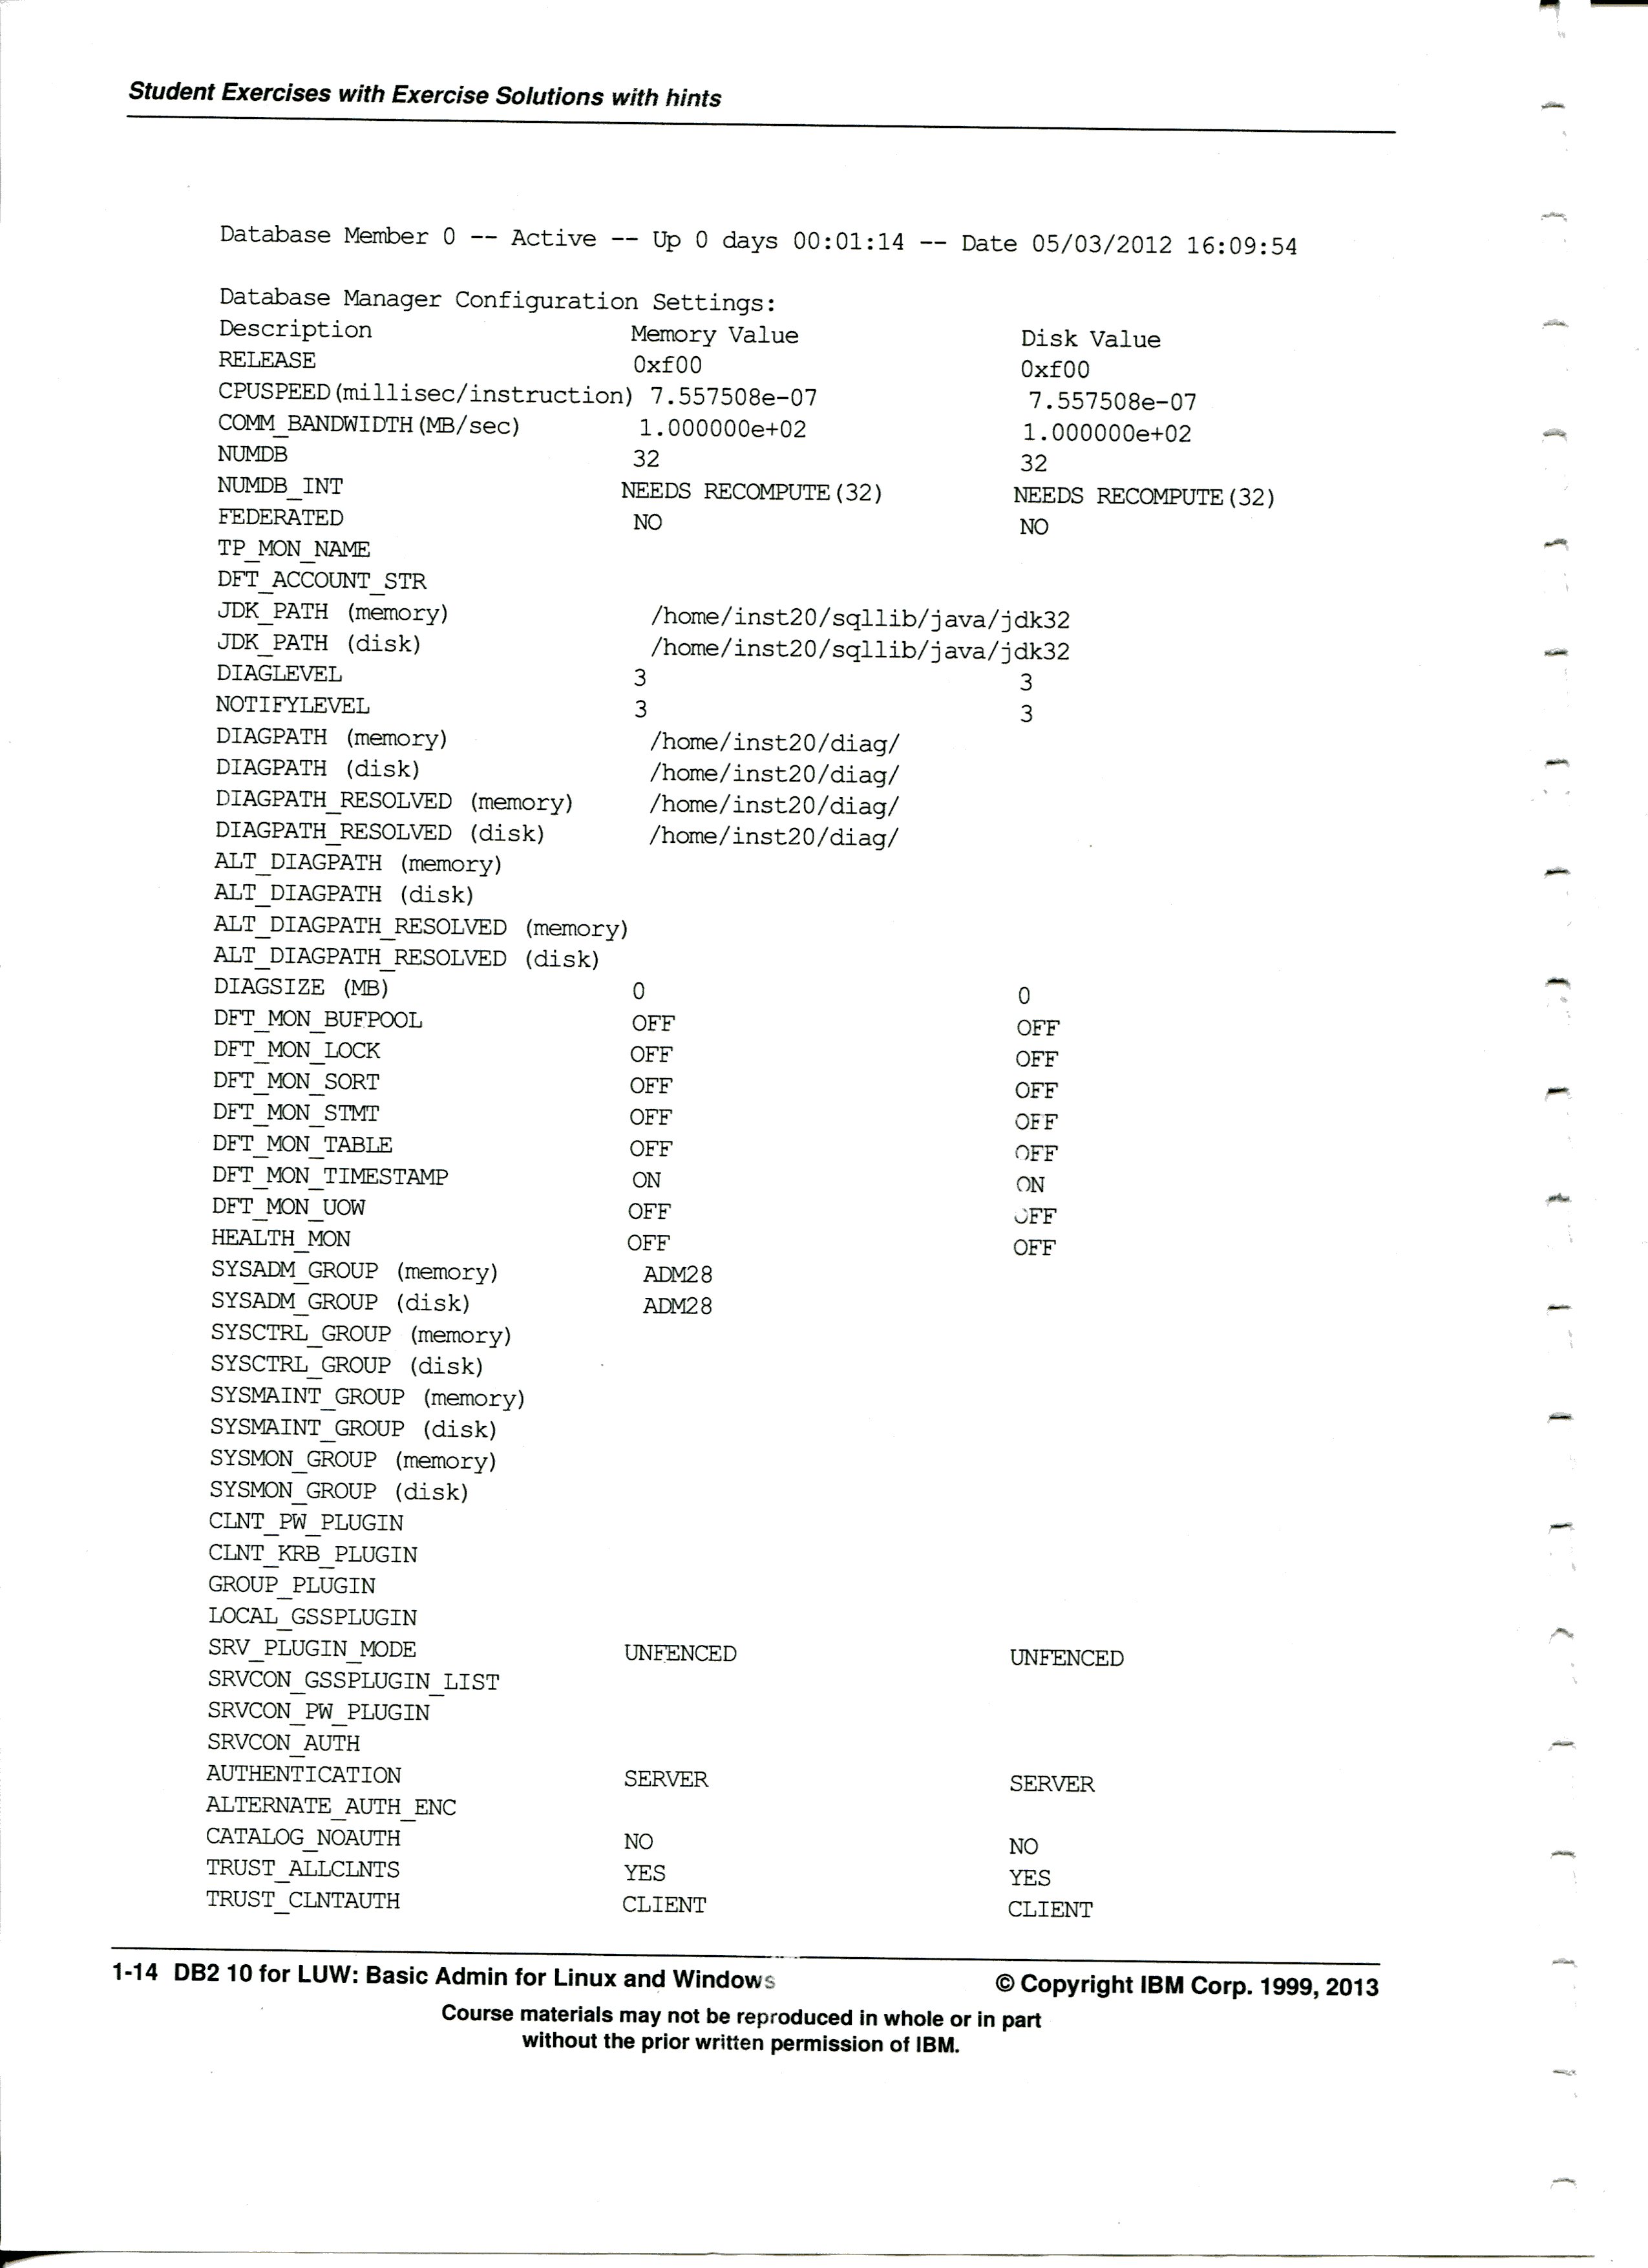 Student Exercises with Exercise Solutions with hints
Database Member 0 -- Active -- Up 0 days 00:01:14 -- Date 05/03/2012 16:09:54
Database Manager Configuration Settings:
Description Memory Value Disk Value
RELEASE 0xf00 0xf00
CPUSPEED(millisec/instruction) 7.557508e-07 7.557508e-07
COMM_BANDWIDTH(MB/sec) 1.000000e+02 1.000000e+02
NUMDB 32 32
NUMDB_INT NEEDS RECOMPUTE(32) NEEDS RECOMPUTE(32)
FEDERATED NO NO
TP_MON_NAME
DFT_ACCOUNT_STR
JDK_PATH (memory) /home/inst20/sqllib/java/jdk32
JDK_PATH (disk) /home/inst20/sqllib/java/jdk32
DIAGLEVEL 3 3
NOTIFYLEVEL 3 3
DIAGPATH (memory) /home/inst20/diag/
DIAGPATH (disk) /home/inst20/diag/
DIAGPATH_RESOLVED (memory) /home/inst20/diag/
DIAGPATH_RESOLVED (disk) /home/inst20/diag/
ALT_DIAGPATH (memory)
ALT_DIAGPATH (disk)
ALT_DIAGPATH_RESOLVED (memory)
ALT_DIAGPATH_RESOLVED (disk)
DIAGSIZE (MB) 0 0
DFT_MON_BUFPOOL OFF OFF
DFT_MON_LOCK OFF OFF
DFT_MON_SORT OFF OFF
DFT_MON_STMT OFF OFF
DFT_MON_TABLE OFF OFF
DFT_MON_TIMESTAMP ON ON
DFT_MON_UOW OFF OFF
HEALTH_MON OFF OFF
SYSADM_GROUP (memory) ADM28
SYSADM_GROUP (disk) ADM28
SYSCTRL_GROUP (memory)
SYSCTRL_GROUP (disk)
SYSMAINT_GROUP (memory)
SYSMAINT_GROUP (disk)
SYSMON_GROUP (memory)
SYSMON_GROUP (disk)
CLNT_PW_PLUGIN
CLNT_KRB_PLUGIN
GROUP_PLUGIN
LOCAL_GSSPLUGIN
SRV_PLUGIN_MODE UNFENCED UNFENCED
SRVCON_GSSPLUGIN_LIST
SRVCON_PW_PLUGIN
SRVCON_AUTH
AUTHENTICATION SERVER SERVER
ALTERNATE_AUTH_ENC
CATALOG_NOAUTH NO NO
TRUST_ALLCLNTS YES YES
TRUST_CLNTAUTH CLIENT CLIENT
1-14 DB2 10 for LUW: Basic Admin for Linux and Windows © Copyright IBM Corp. 1999, 2013
Course materials may not be reproduced in whole or in part
without the prior written permission of IBM.